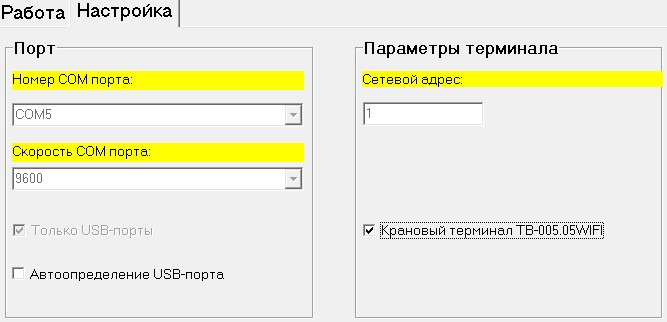 Работа Настройка
Порт
Номер COM порта:
COM5
Скорость COM порта:
9600
Только USB-порты
Автоопределение USB-порта
Параметры терминала
Сетевой адрес:
1
Крановый терминал ТВ-005.05WIFI